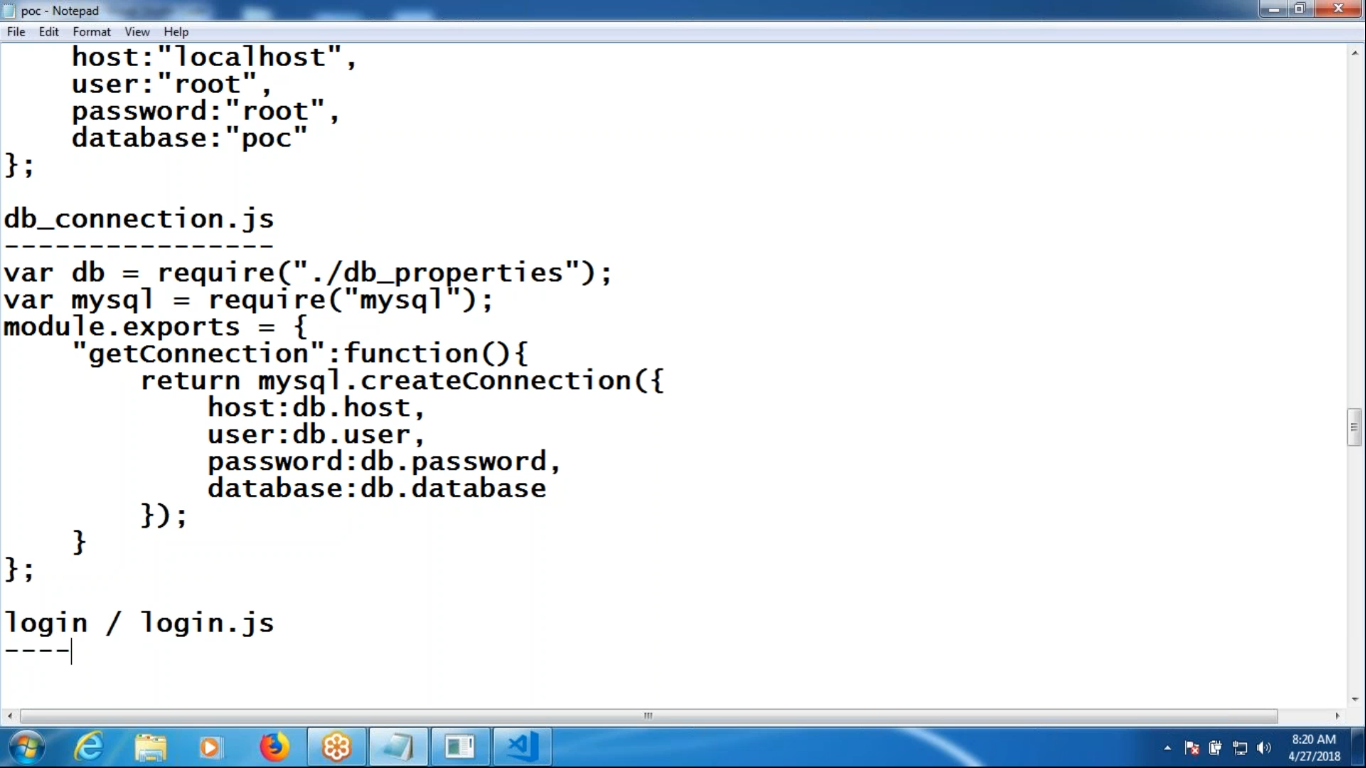 poc - Notepad
File Edit Format View Help
host:"localhost",
user:"root",
password:"root",
database:"poc"
};
db_connection.js
----------------
var db = require("./db_properties");
var mysql = require("mysql");
module.exports = {
"getConnection":function(){
return mysql.createConnection({
host:db.host,
user:db.user,
password:db.password,
database:db.database
});
}
};
login / login.js
----
8:20 AM
4/27/2018